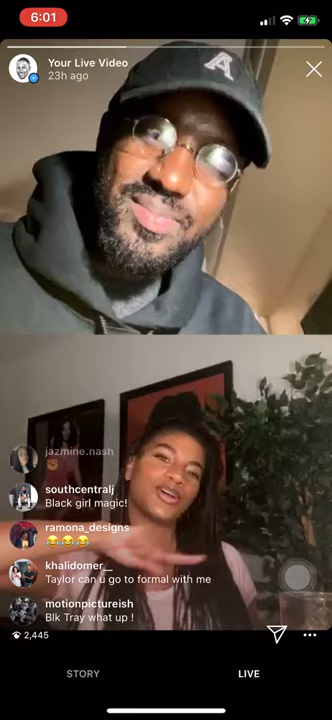 6:01
Your Live Video
23h ago
A
jazmine.nash
southcentralj
Black girl magic!
ramona_designs
khalidomer__
Taylor can u go to formal with me
motionpictureish
Blk Tray what up !
2,445
STORY
LIVE